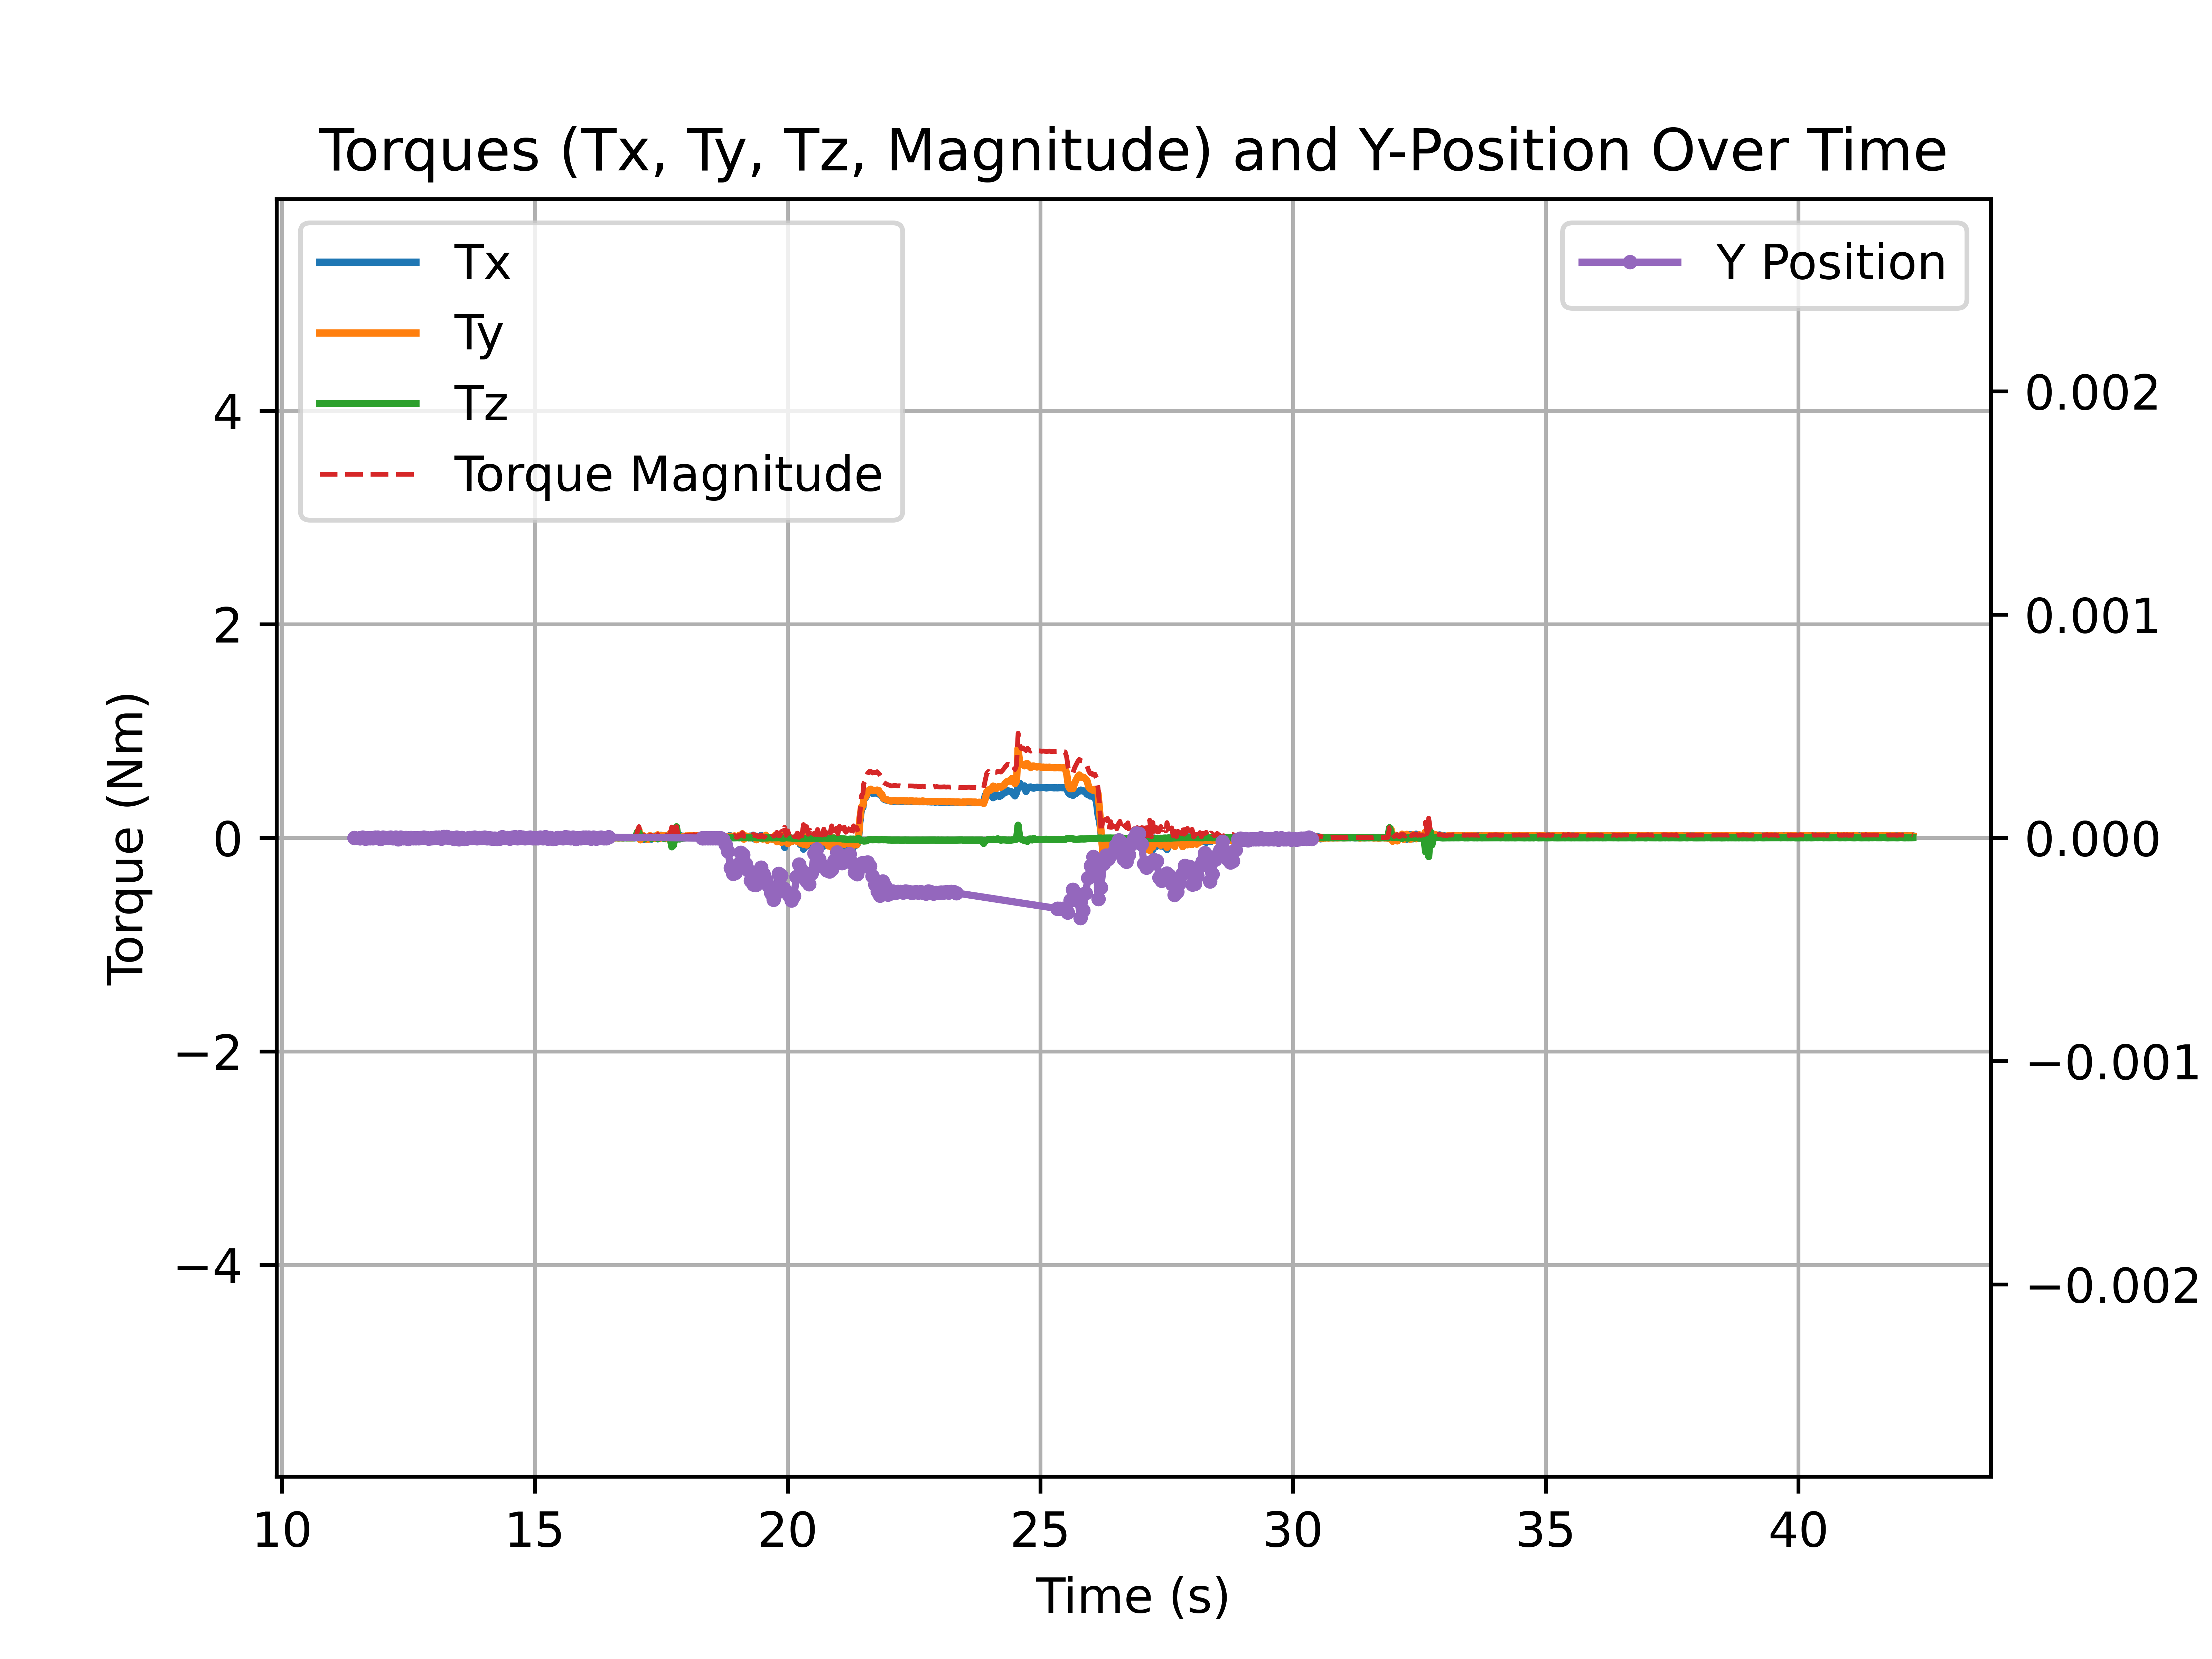 Torques (Tx, Ty, Tz, Magnitude) and Y-Position Over Time
Tx
Ty
Tz
Torque Magnitude
Y Position
Torque (Nm)
4
2
0
−2
−4
0.002
0.001
0.000
−0.001
−0.002
10 15 20 25 30 35 40
Time (s)